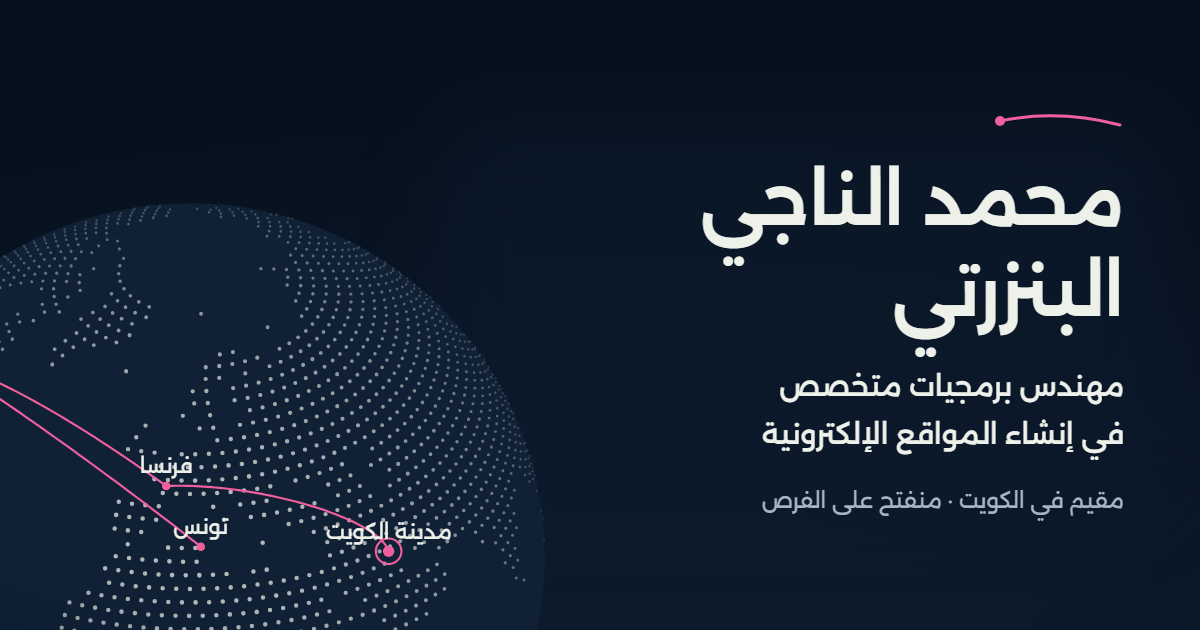 محمد الناجي
البنزرتي
مهندس برمجيات متخصص
في إنشاء المواقع الإلكترونية
مقيم في الكويت · منفتح على الفرص
فرنسا
تونس
مدينة الكويت